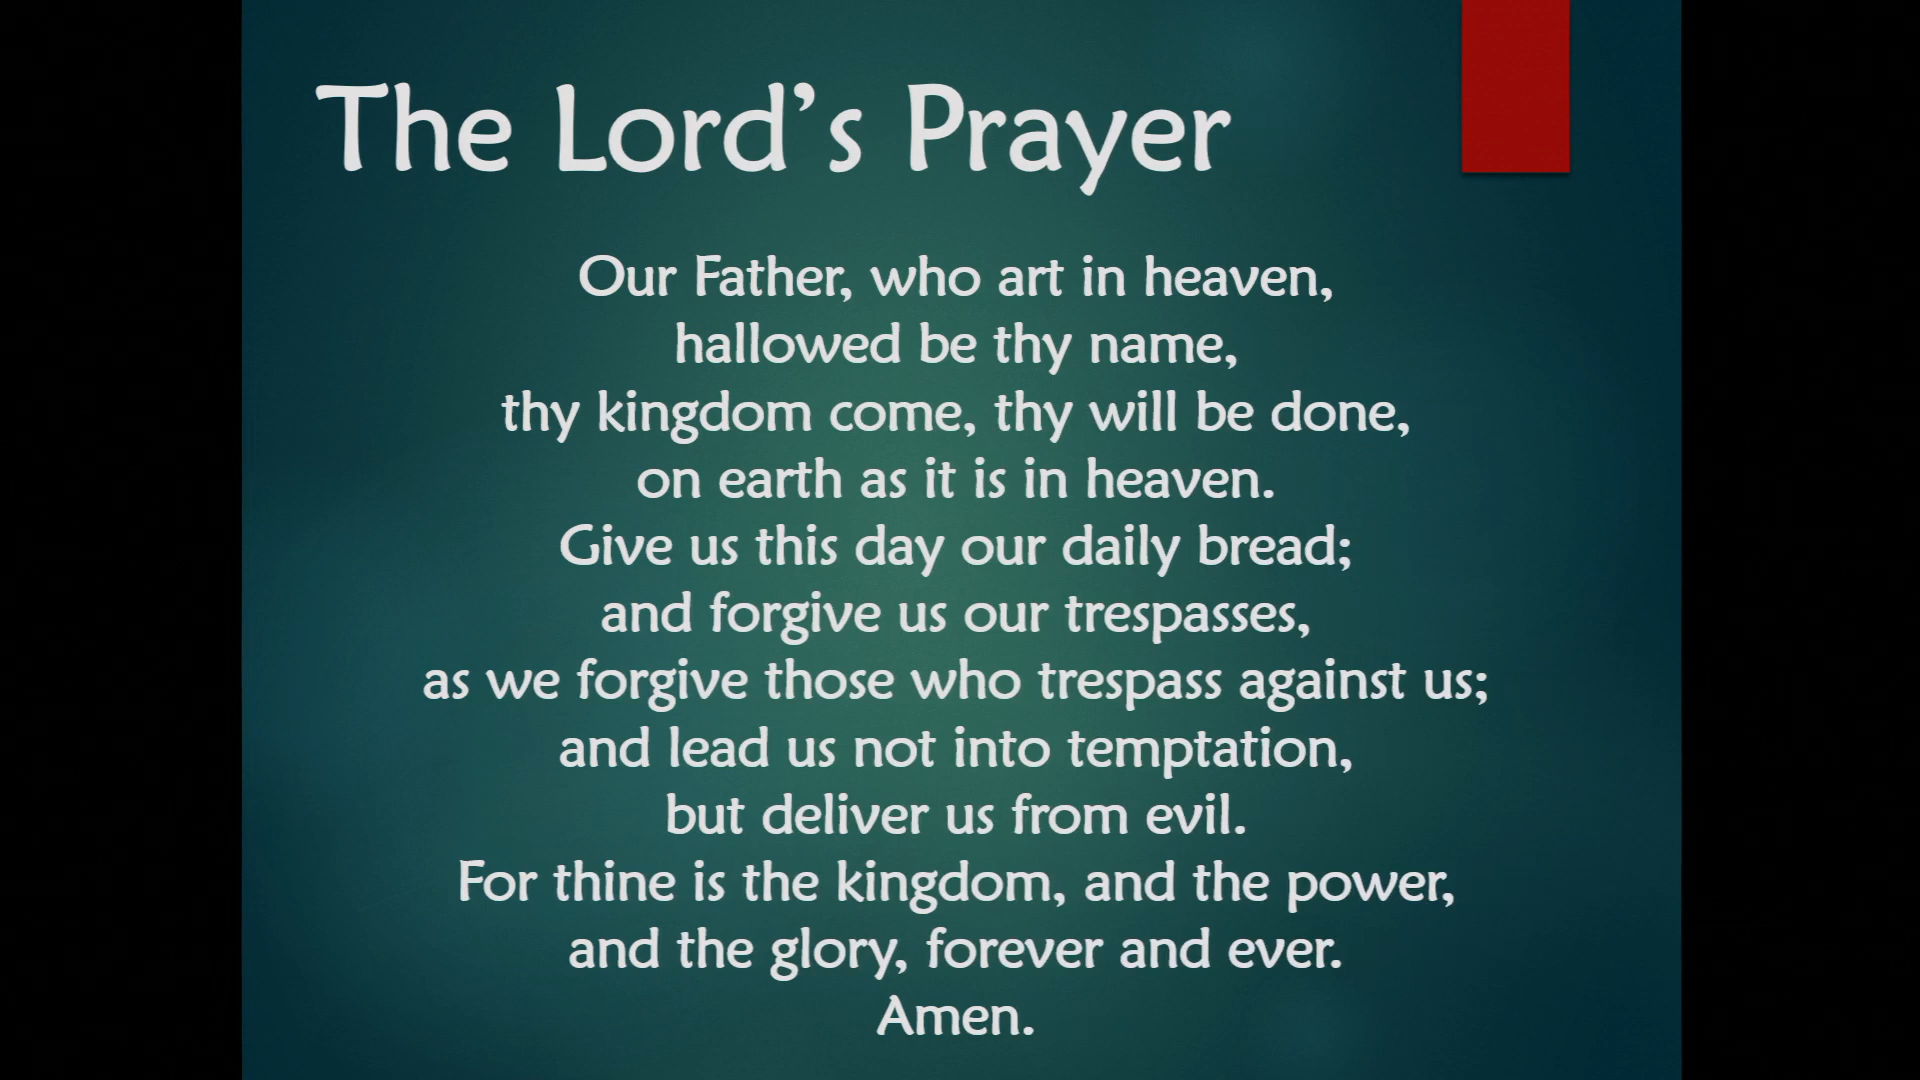 The Lord’s Prayer
Our Father, who art in heaven,
hallowed be thy name,
thy kingdom come, thy will be done,
on earth as it is in heaven.
Give us this day our daily bread;
and forgive us our trespasses,
as we forgive those who trespass against us;
and lead us not into temptation,
but deliver us from evil.
For thine is the kingdom, and the power,
and the glory, forever and ever.
Amen.